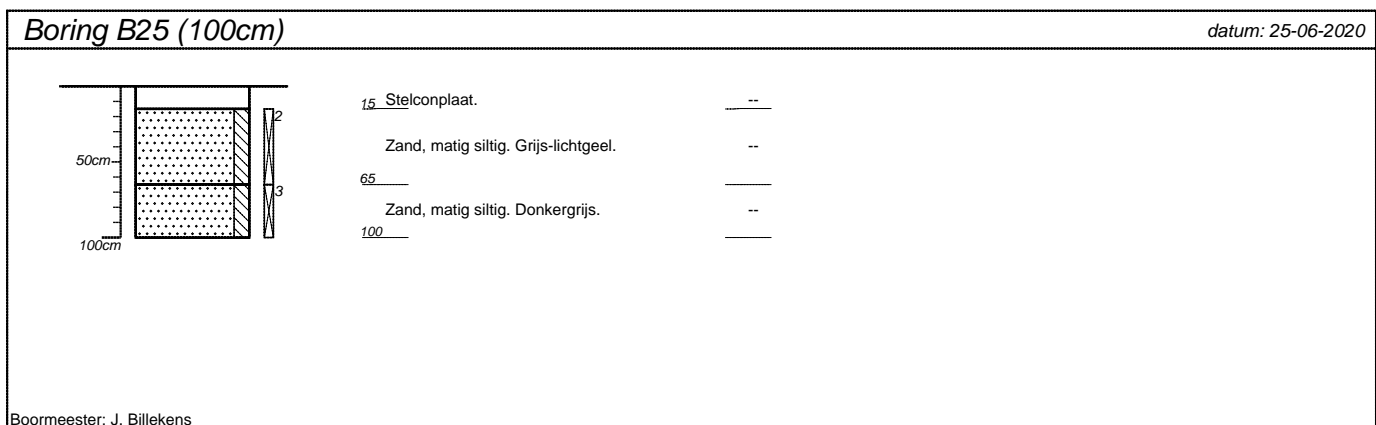 Boring B25 (100cm) datum: 25-06-2020
15 Stelconplaat. --
2
Zand, matig siltig. Grijs-lichtgeel. --
50cm
65
3
Zand, matig siltig. Donkergrijs. --
100
100cm
Boormeester: J. Billekens